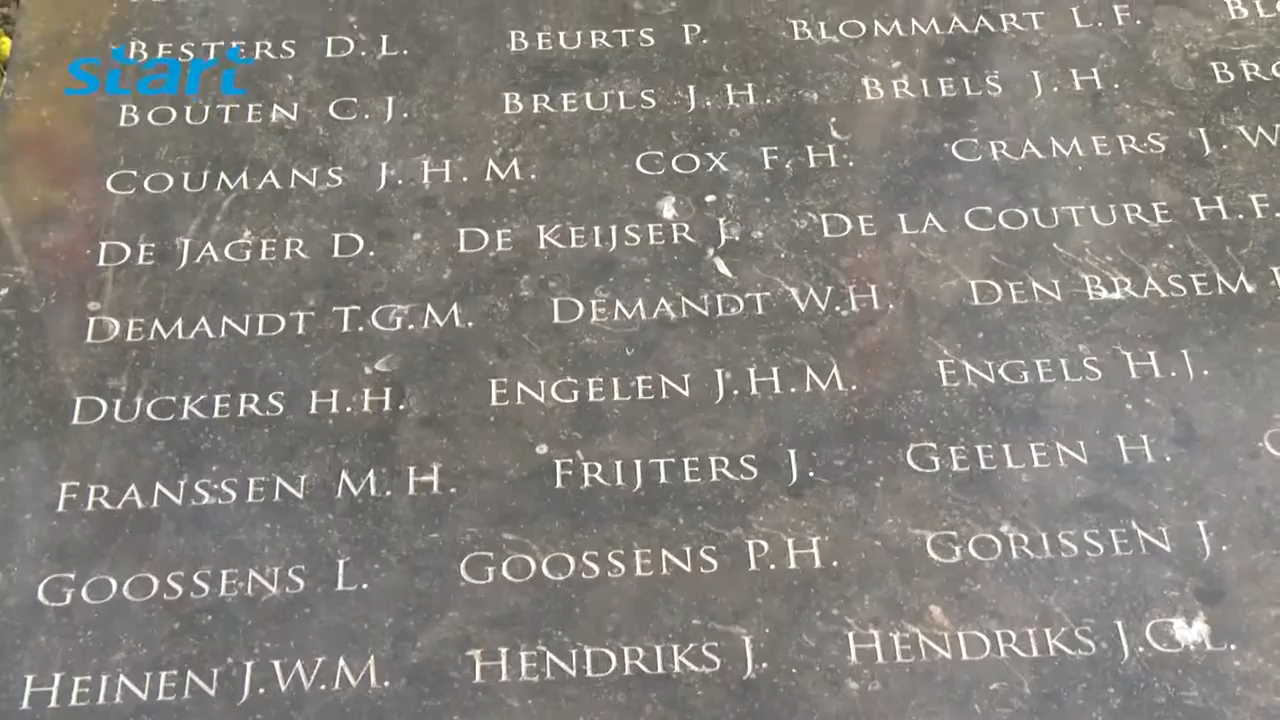 BESTERS D.L. BEURTS P. BLOMMAART L.F.
start
BOUTEN C.J. BREULS J.H. BRIELS J.H.
COUMANS J.H.M. COX F.H. CRAMERS J.W
DE JAGER D. DE KEIJSER J. DE LA COUTURE H.F.
DEMANDT T.G.M. DEMANDT W.H. DEN BRASEM
DUCKERS H.H. ENGELEN J.H.M. ENGELS H.J.
FRANSSEN M.H. FRIJTERS J. GEELEN H.
GOOSSENS L. GOOSSENS P.H. GORISSEN J.
HEINEN J.W.M. HENDRIKS J. HENDRIKS J.G.L.